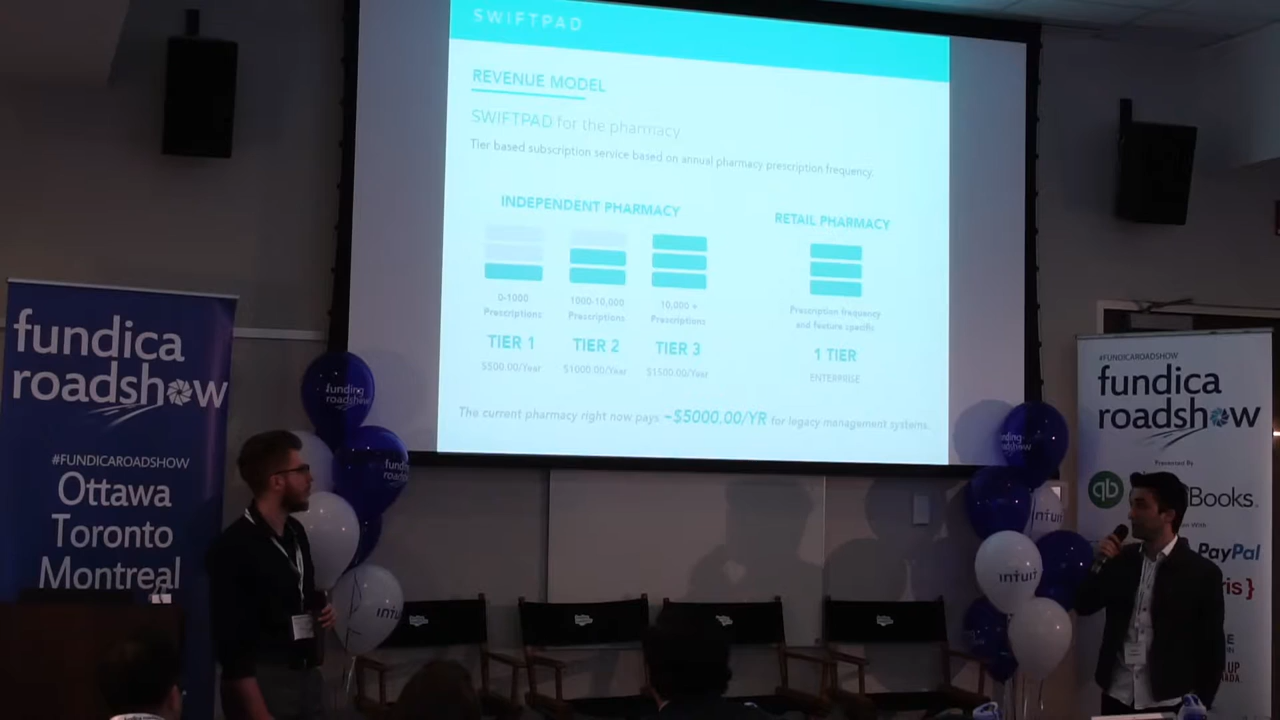 SWIFTPAD
REVENUE MODEL
SWIFTPAD for the pharmacy
Tier based subscription service based on annual pharmacy prescription frequency.
INDEPENDENT PHARMACY
RETAIL PHARMACY
0-1000
Prescriptions
1000-10,000
Prescriptions
10,000 +
Prescriptions
Prescription frequency
and feature specific
TIER 1
TIER 2
TIER 3
1 TIER
$500.00/Year
$1000.00/Year
$1500.00/Year
ENTERPRISE
The current pharmacy right now pays ~$5000.00/YR for legacy management systems.
fundica
roadshow
#FUNDICAROADSHOW
Ottawa
Toronto
Montreal
funding
roadshow
#FUNDICAROADSHOW
fundica
roadshow
Presented By
qb
Books.
PayPal
ris}
intuit
intuit